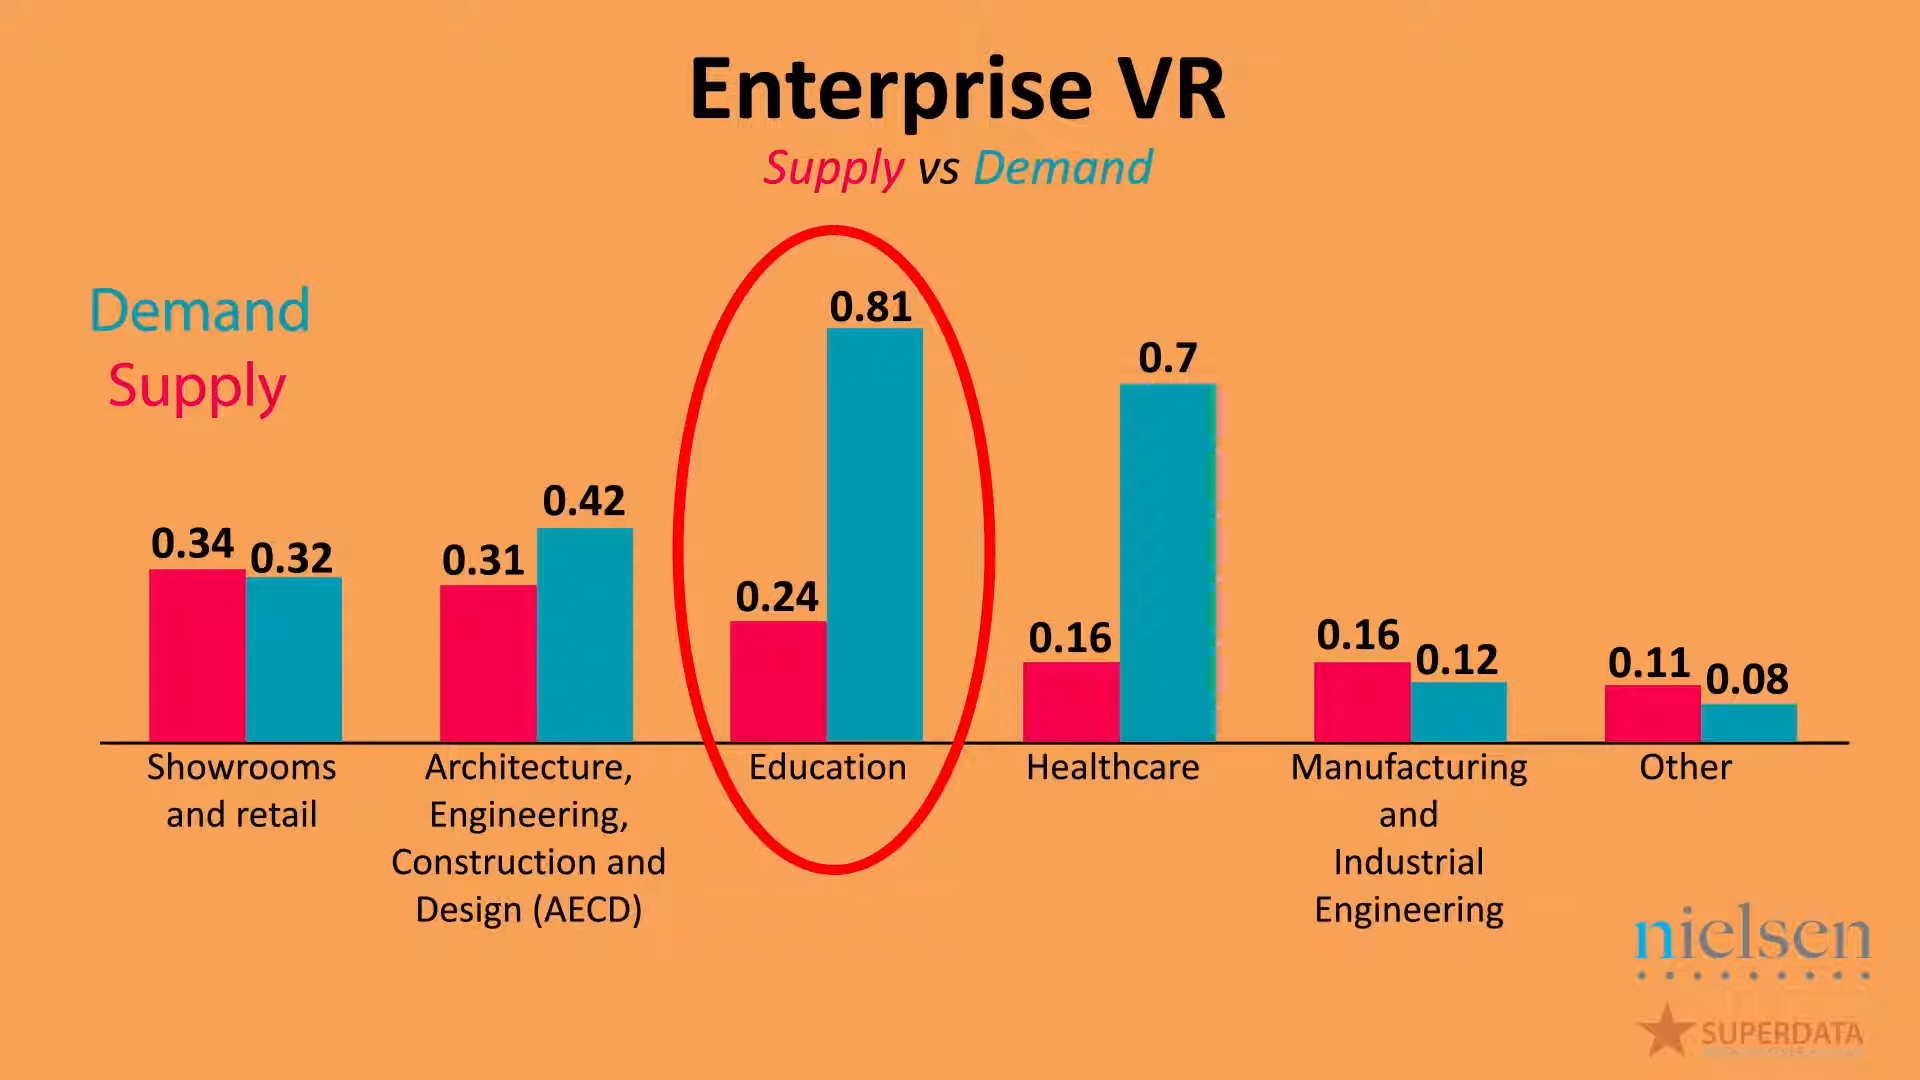 Enterprise VR
Supply vs Demand
Demand
Supply
0.34
0.32
0.31
0.42
0.24
0.81
0.16
0.7
0.16
0.12
0.11
0.08
Showrooms
and retail
Architecture,
Engineering,
Construction and
Design (AECD)
Education
Healthcare
Manufacturing
and
Industrial
Engineering
Other
nielsen
SUPERDATA